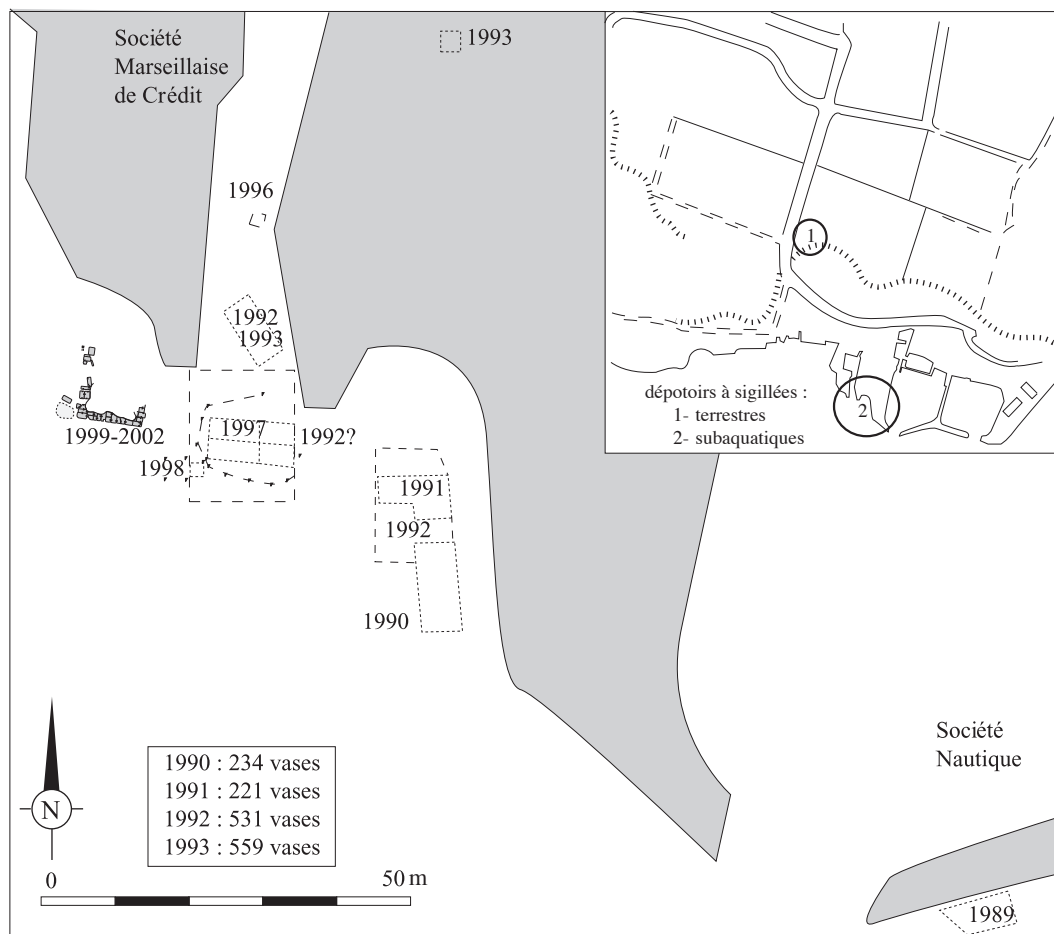 Société
Marseillaise
de Crédit
1993
1996
1992
1993
1997
1992?
1999-2002
1998
1991
1992
1990
1
2
dépotoirs à sigillées :
1- terrestres
2- subaquatiques
Société
Nautique
1989
N
1990 : 234 vases
1991 : 221 vases
1992 : 531 vases
1993 : 559 vases
0 50 m